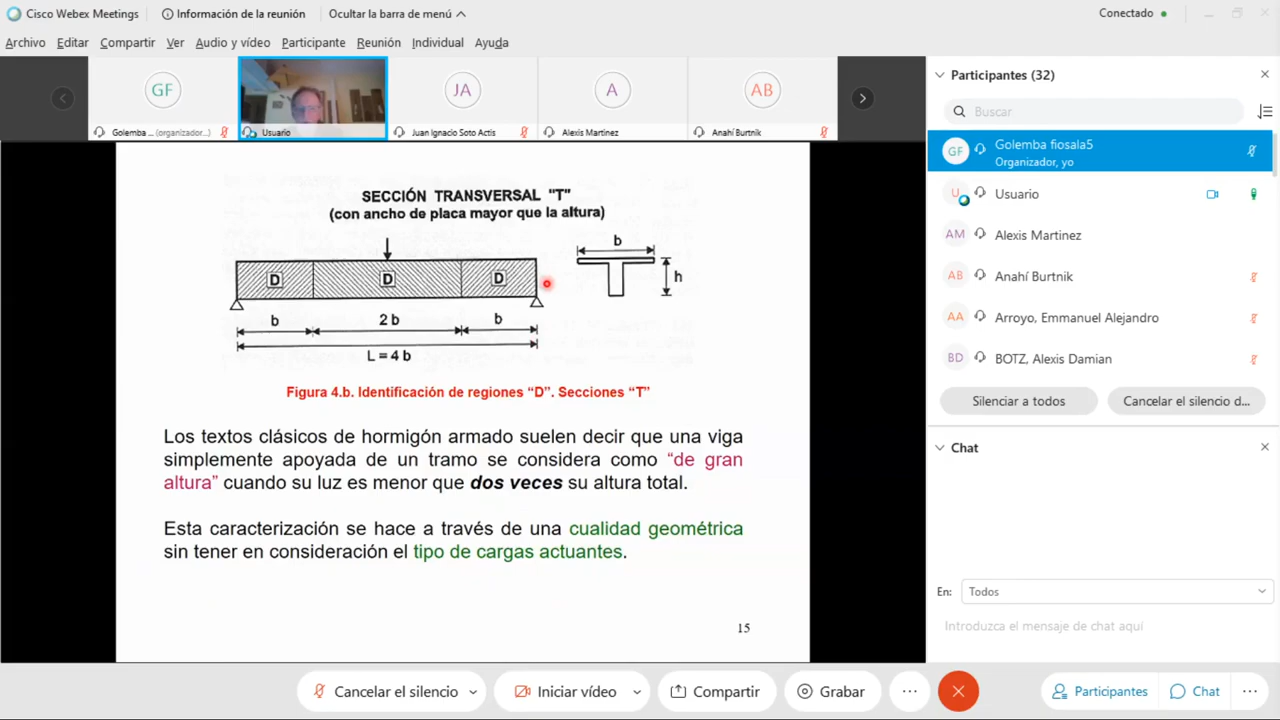 Cisco Webex Meetings
Información de la reunión
Ocultar la barra de menú
Conectado
Archivo Editar Compartir Ver Audio y vídeo Participante Reunión Individual Ayuda
GF
JA
A
AB
Golemba ... (organizador...)
Usuario
Juan Ignacio Soto Actis
Alexis Martinez
Anahí Burtnik
SECCIÓN TRANSVERSAL "T"
(con ancho de placa mayor que la altura)
b
D D D
h
b 2 b b
L = 4 b
Figura 4.b. Identificación de regiones “D”. Secciones “T”
Los textos clásicos de hormigón armado suelen decir que una viga
simplemente apoyada de un tramo se considera como “de gran
altura” cuando su luz es menor que dos veces su altura total.
Esta caracterización se hace a través de una cualidad geométrica
sin tener en consideración el tipo de cargas actuantes.
15
Participantes (32)
Buscar
GF Golemba fiosala5
Organizador, yo
U Usuario
AM Alexis Martinez
AB Anahí Burtnik
AA Arroyo, Emmanuel Alejandro
BD BOTZ, Alexis Damian
Silenciar a todos
Cancelar el silencio d...
Chat
En: Todos
Introduzca el mensaje de chat aquí
Cancelar el silencio
Iniciar vídeo
Compartir
Grabar
Participantes
Chat